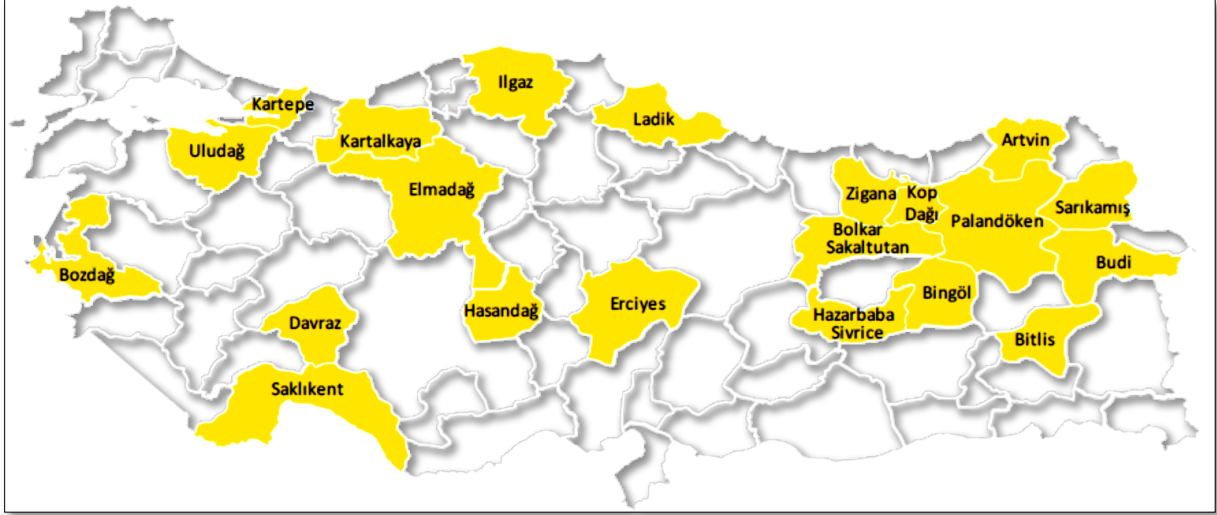 Ilgaz
Kartepe
Ladik
Kartalkaya
Artvin
Uludağ
Elmadağ
Zigana
Kop
Dağı
Palandöken
Sarıkamış
Bolkar
Sakaltutan
Budi
Bozdağ
Bingöl
Hasandağ
Erciyes
Hazarbaba
Sivrice
Davraz
Bitlis
Saklıkent